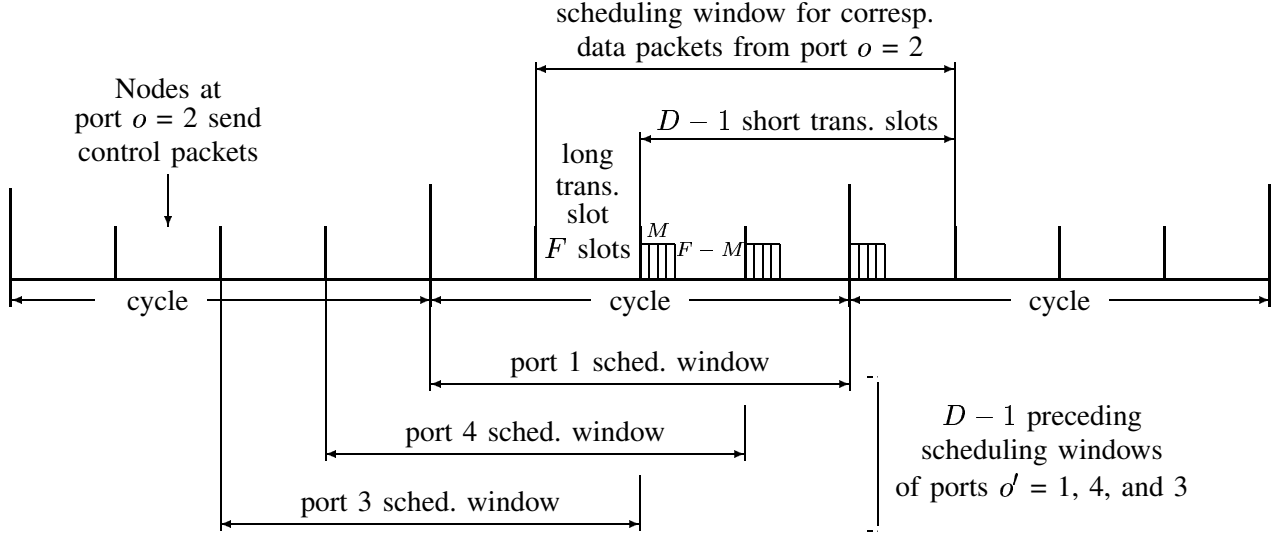 scheduling window for corresp.
data packets from port o = 2
Nodes at
port o = 2 send
control packets
D − 1 short trans. slots
long
trans.
slot
F slots
M
F − M
cycle
cycle
cycle
port 1 sched. window
port 4 sched. window
port 3 sched. window
D − 1 preceding
scheduling windows
of ports o′ = 1, 4, and 3